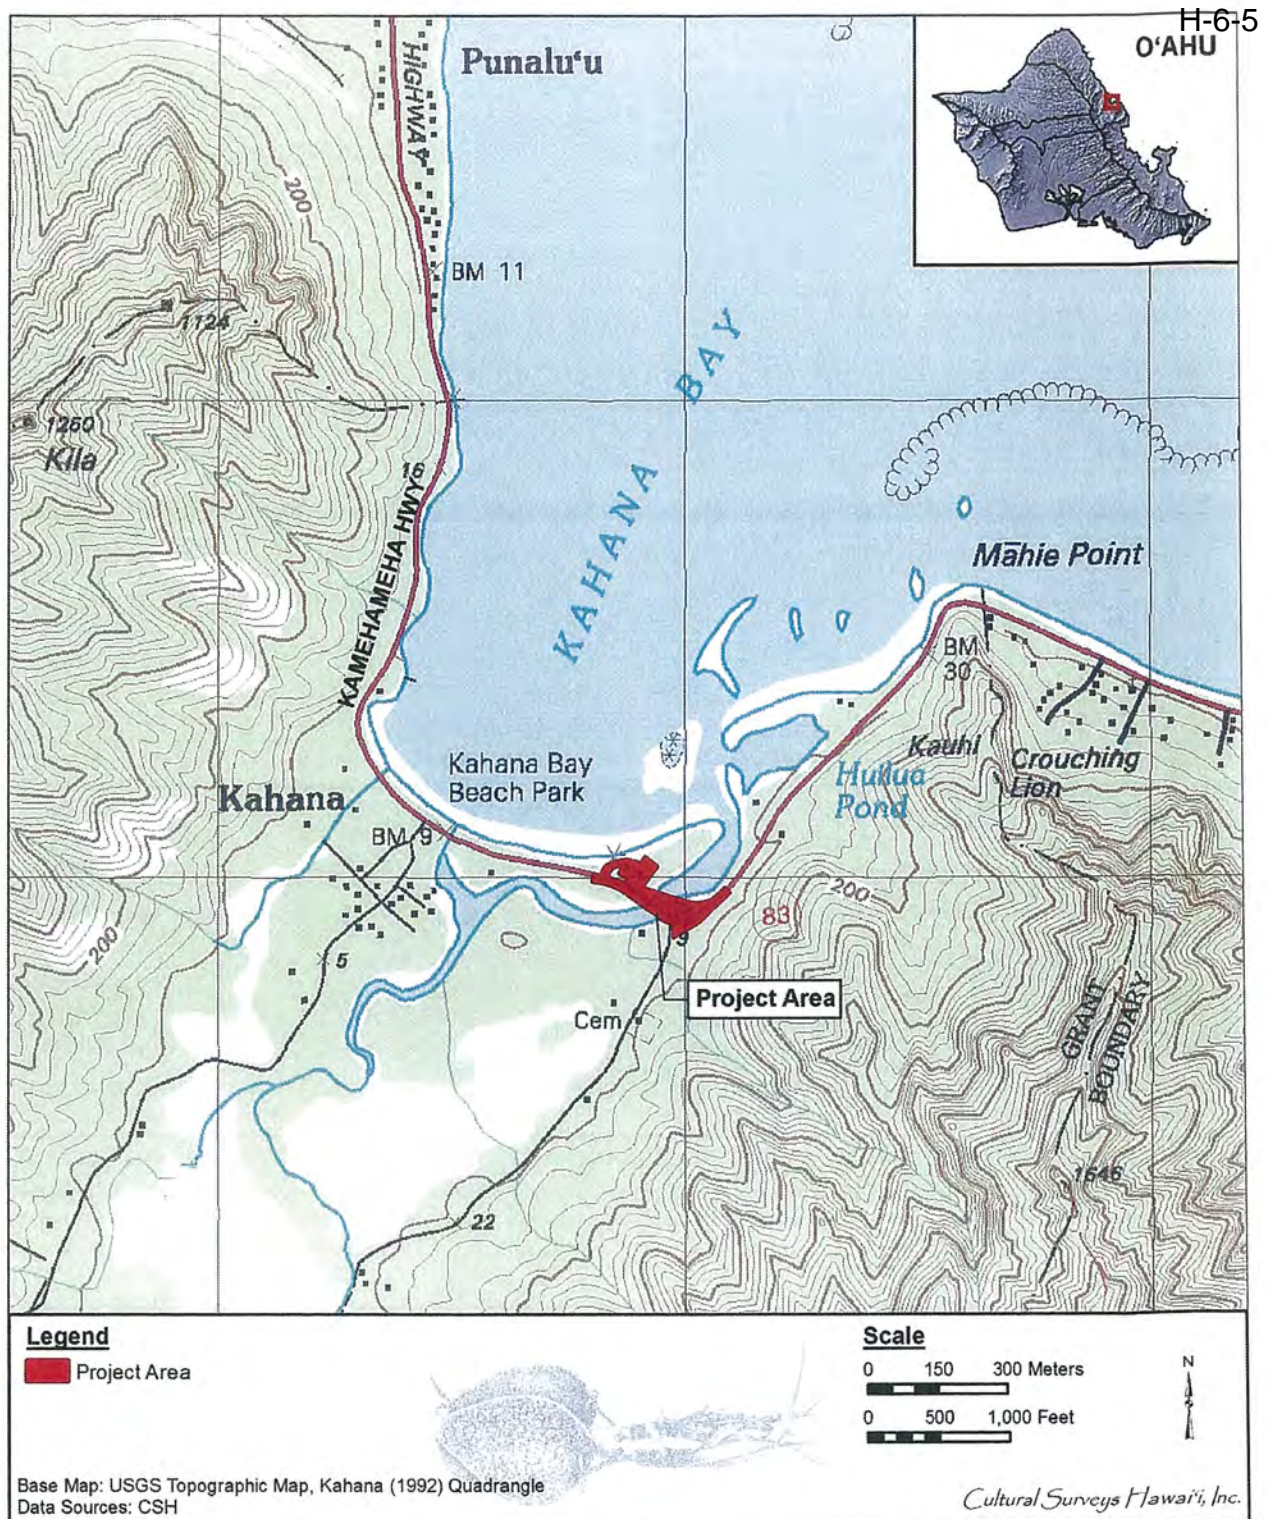 H-6-5
O‘AHU
Punalu‘u
HIGHWAY
200
BM 11
1124
KAHANA BAY
1260
Kila
16
KAMEHAMEHA HWY
Māhie Point
BM
30
Kahana Bay
Beach Park
Kauhi
Crouching
Lion
Huilua
Pond
Kahana
BM 9
200
83
200
9
5
Project Area
Cem
GRANT
BOUNDARY
1646
22
Legend
Project Area
Scale
0 150 300 Meters
0 500 1,000 Feet
N
Base Map: USGS Topographic Map, Kahana (1992) Quadrangle
Data Sources: CSH
Cultural Surveys Hawai‘i, Inc.